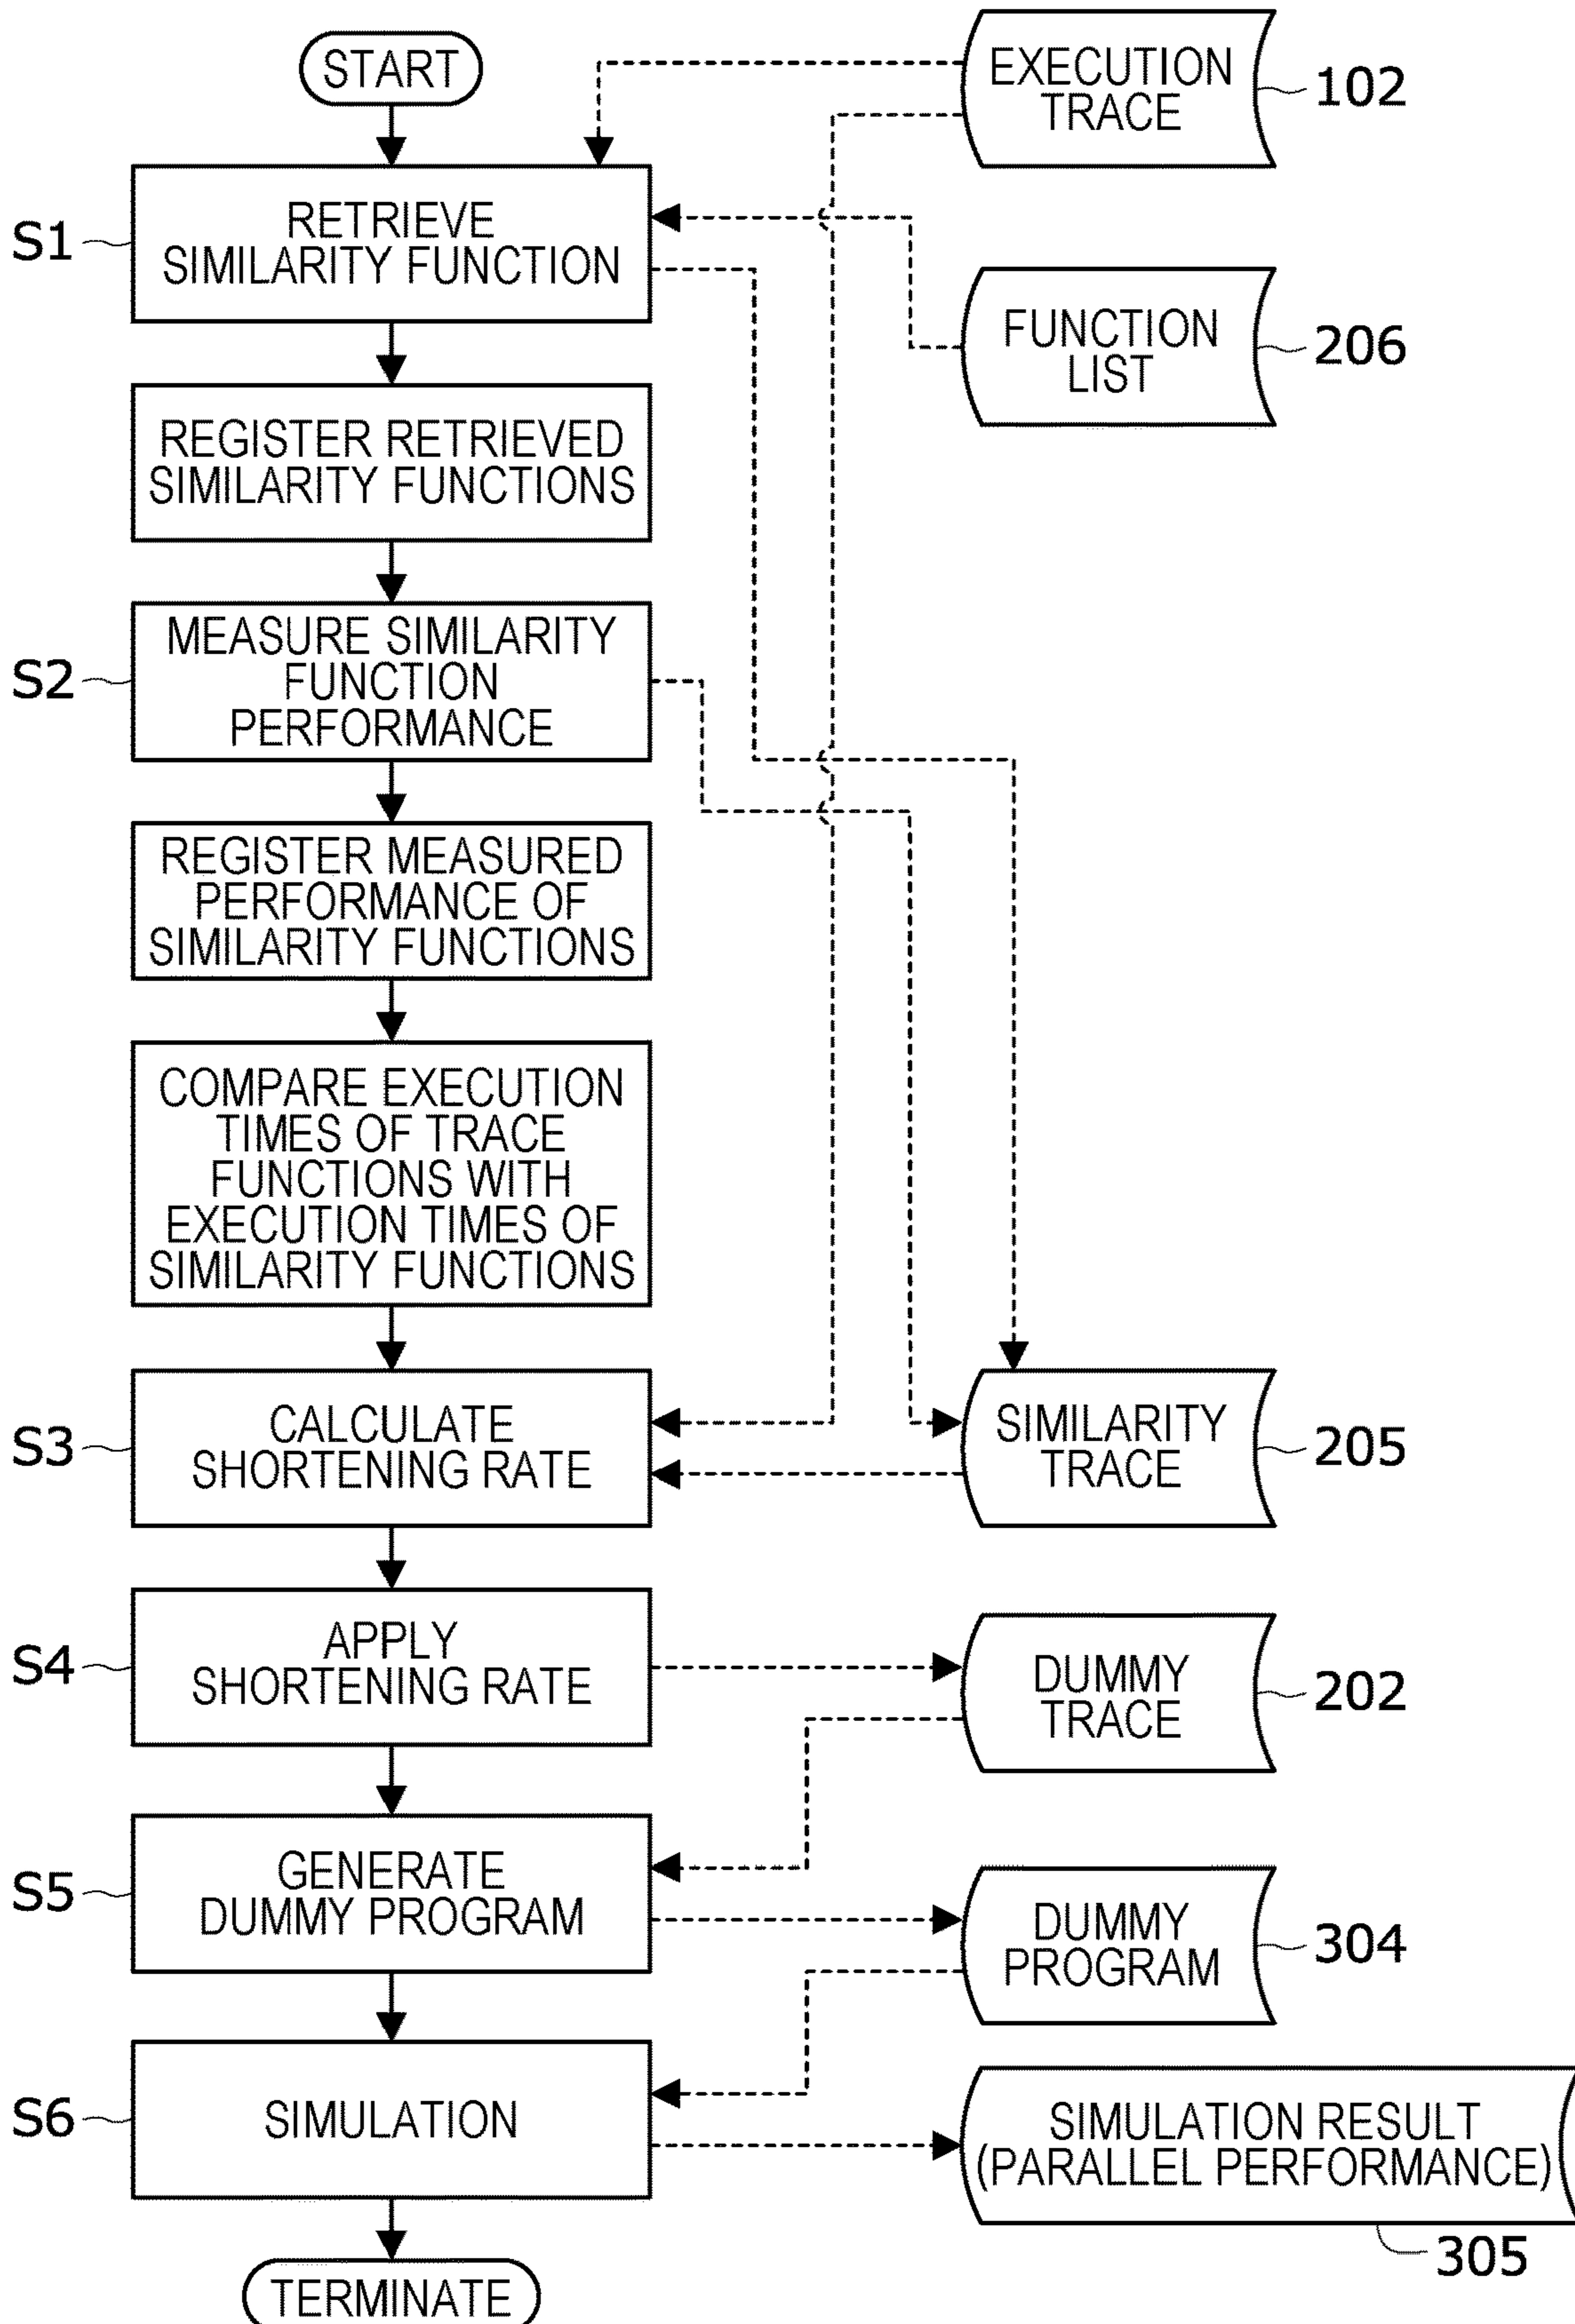 START
EXECUTION
TRACE
102
S1
RETRIEVE
SIMILARITY FUNCTION
FUNCTION
LIST
206
REGISTER RETRIEVED
SIMILARITY FUNCTIONS
S2
MEASURE SIMILARITY
FUNCTION
PERFORMANCE
REGISTER MEASURED
PERFORMANCE OF
SIMILARITY FUNCTIONS
COMPARE EXECUTION
TIMES OF TRACE
FUNCTIONS WITH
EXECUTION TIMES OF
SIMILARITY FUNCTIONS
S3
CALCULATE
SHORTENING RATE
SIMILARITY
TRACE
205
S4
APPLY
SHORTENING RATE
DUMMY
TRACE
202
S5
GENERATE
DUMMY PROGRAM
DUMMY
PROGRAM
304
S6
SIMULATION
SIMULATION RESULT
(PARALLEL PERFORMANCE)
305
TERMINATE